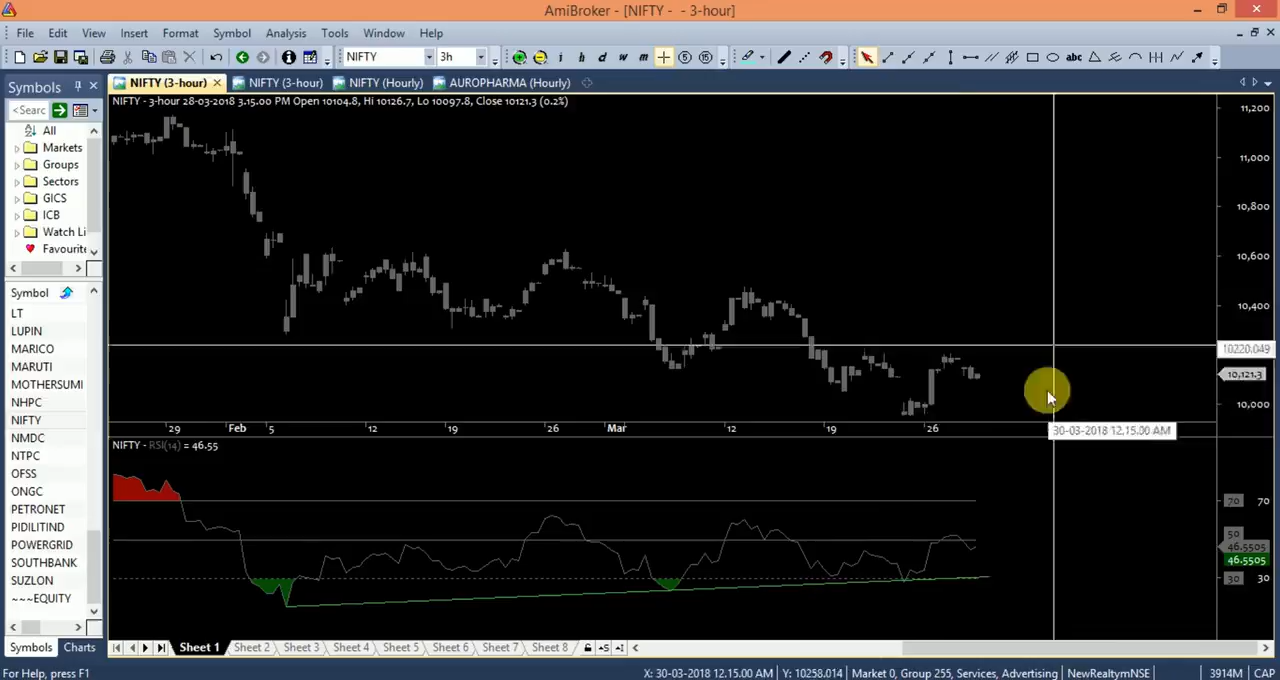 AmiBroker - [NIFTY - - 3-hour]
File Edit View Insert Format Symbol Analysis Tools Window Help
NIFTY 3h i h d w m 5 15 abc
Symbols NIFTY (3-hour) NIFTY (3-hour) NIFTY (Hourly) AUROPHARMA (Hourly)
<Searc
NIFTY - 3-hour 28-03-2018 3.15.00 PM Open 10104.8, Hi 10126.7, Lo 10097.8, Close 10121.3 (0.2%)
All
Markets
Groups
Sectors
GICS
ICB
Watch Li
Favourite
Symbol
LT
LUPIN
MARICO
MARUTI
MOTHERSUMI
NHPC
NIFTY
NMDC
NTPC
OFSS
ONGC
PETRONET
PIDILITIND
POWERGRID
SOUTHBANK
SUZLON
~~~EQUITY
Symbols Charts
11,200
11,000
10,800
10,600
10,400
10220.049
10,121.3
10,000
29 Feb 5 12 19 26 Mar 12 19 26
30-03-2018 12.15.00 AM
NIFTY - RSI(14) = 46.55
70 70
50
46.5505
46.5505
30 30
Sheet 1 Sheet 2 Sheet 3 Sheet 4 Sheet 5 Sheet 6 Sheet 7 Sheet 8
For Help, press F1 X: 30-03-2018 12.15.00 AM Y: 10258.014 Market 0, Group 255, Services, Advertising NewRealtymNSE 3914M CAP